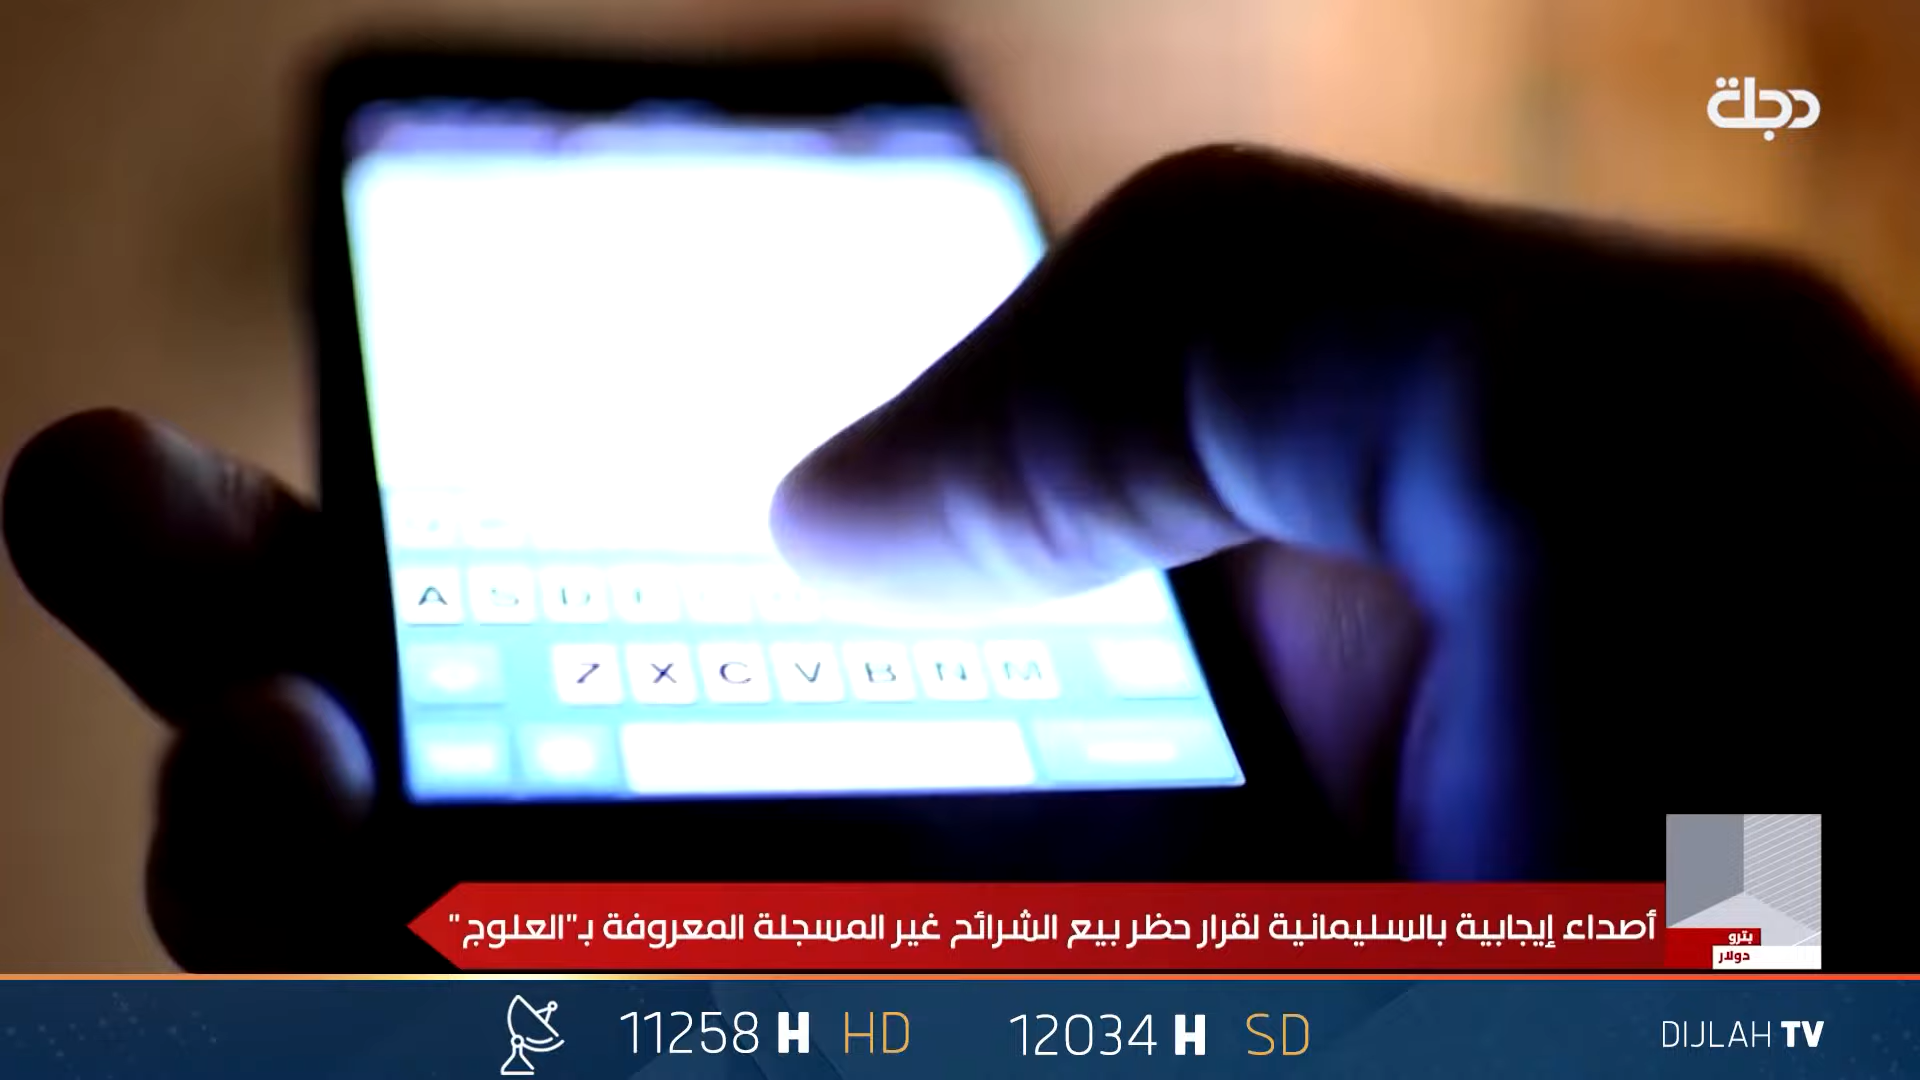 دجلة
A S D
Z X C V B N M
أصداء إيجابية بالسليمانية لقرار حظر بيع الشرائح غير المسجلة المعروفة بـ"العلوج"
بترو
دولار
11258 H HD 12034 H SD DIJLAH TV